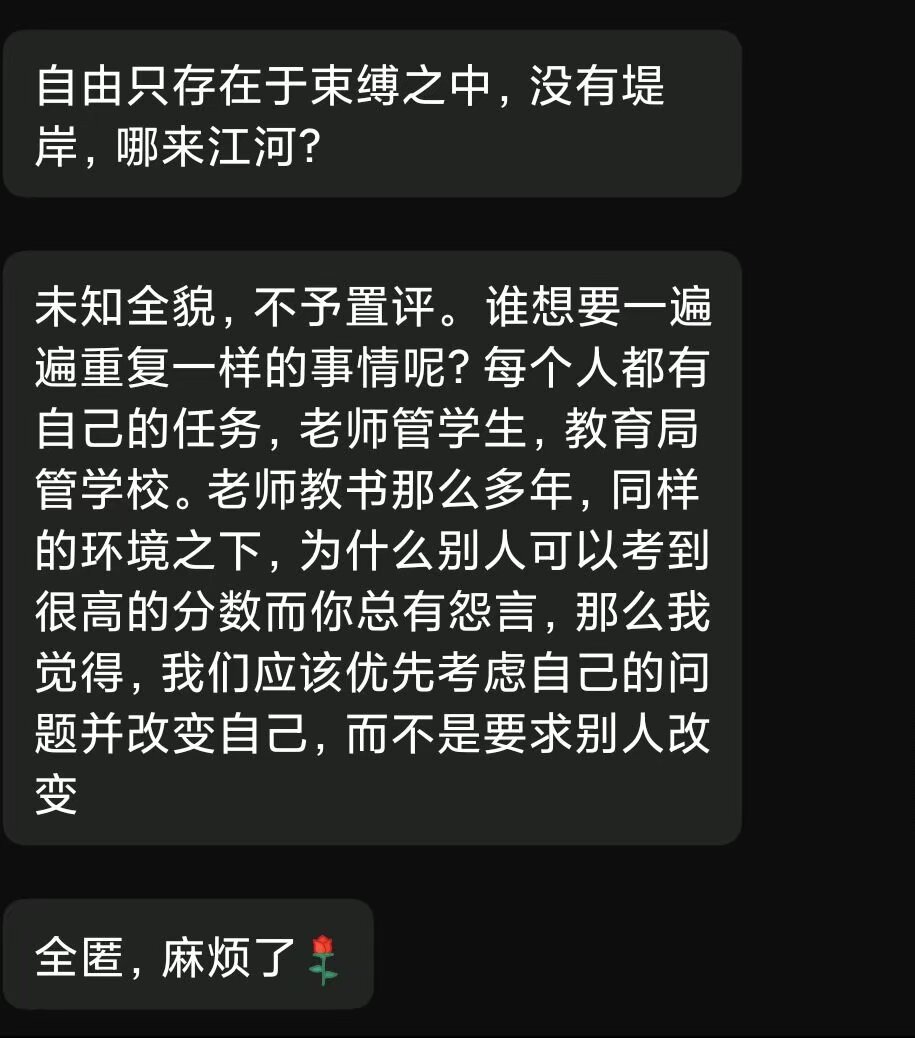 自由只存在于束缚之中，没有堤
岸，哪来江河？
未知全貌，不予置评。谁想要一遍
遍重复一样的事情呢？每个人都有
自己的任务，老师管学生，教育局
管学校。老师教书那么多年，同样
的环境之下，为什么别人可以考到
很高的分数而你总有怨言，那么我
觉得，我们应该优先考虑自己的问
题并改变自己，而不是要求别人改
变
全匿，麻烦了🌹